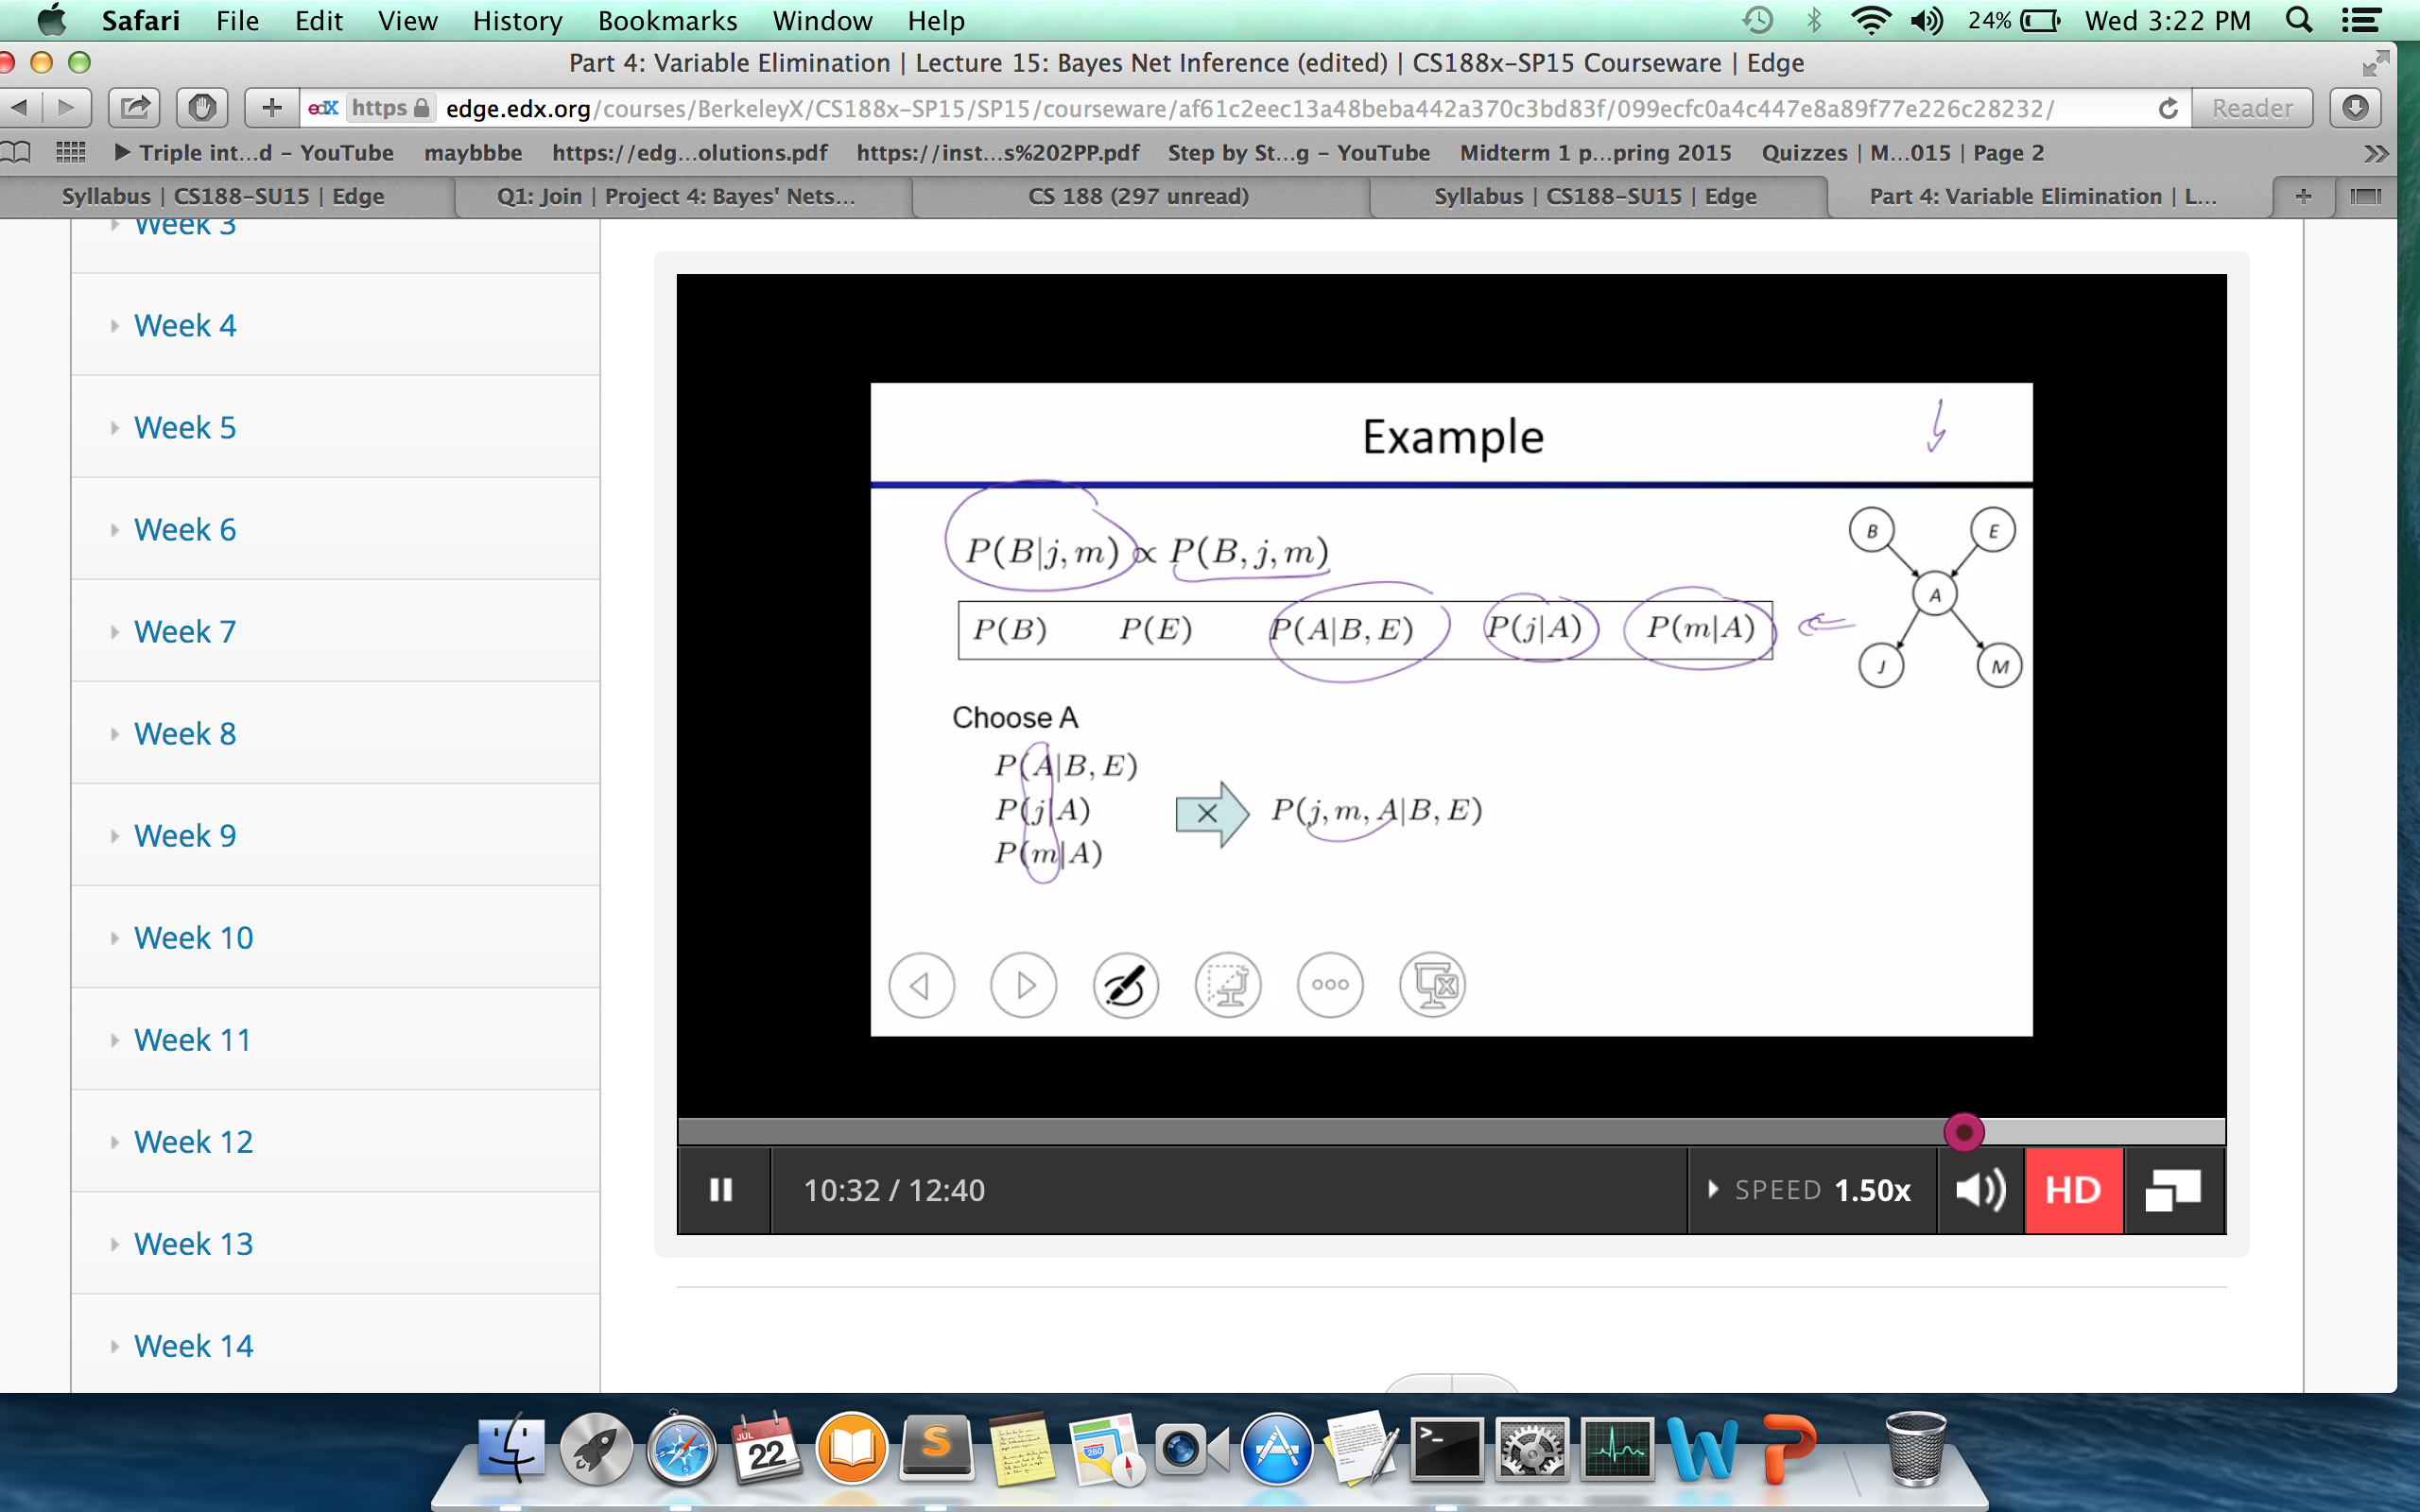 Safari File Edit View History Bookmarks Window Help 24% Wed 3:22 PM
Part 4: Variable Elimination | Lecture 15: Bayes Net Inference (edited) | CS188x-SP15 Courseware | Edge
edX https edge.edx.org/courses/BerkeleyX/CS188x-SP15/SP15/courseware/af61c2eec13a48beba442a370c3bd83f/099ecfc0a4c447e8a89f77e226c28232/ Reader
Triple int...d – YouTube maybbbe https://edg...olutions.pdf https://inst...s%202PP.pdf Step by St...g – YouTube Midterm 1 p...pring 2015 Quizzes | M...015 | Page 2
Syllabus | CS188-SU15 | Edge Q1: Join | Project 4: Bayes' Nets... CS 188 (297 unread) Syllabus | CS188-SU15 | Edge Part 4: Variable Elimination | L...
Week 3
Week 4
Week 5
Week 6
Week 7
Week 8
Week 9
Week 10
Week 11
Week 12
Week 13
Week 14
Example
P(B|j, m) ∝ P(B, j, m)
P(B) P(E) P(A|B, E) P(j|A) P(m|A)
B E
A
J M
Choose A
P(A|B, E)
P(j|A) × P(j, m, A|B, E)
P(m|A)
10:32 / 12:40 SPEED 1.50x HD
JUL
22
S
280
>_
W P